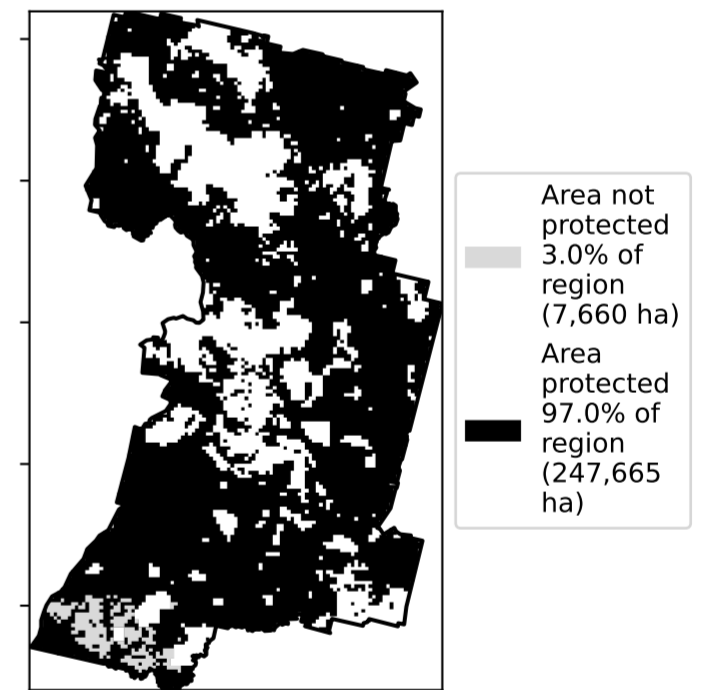 Area not
protected
3.0% of
region
(7,660 ha)
Area
protected
97.0% of
region
(247,665
ha)